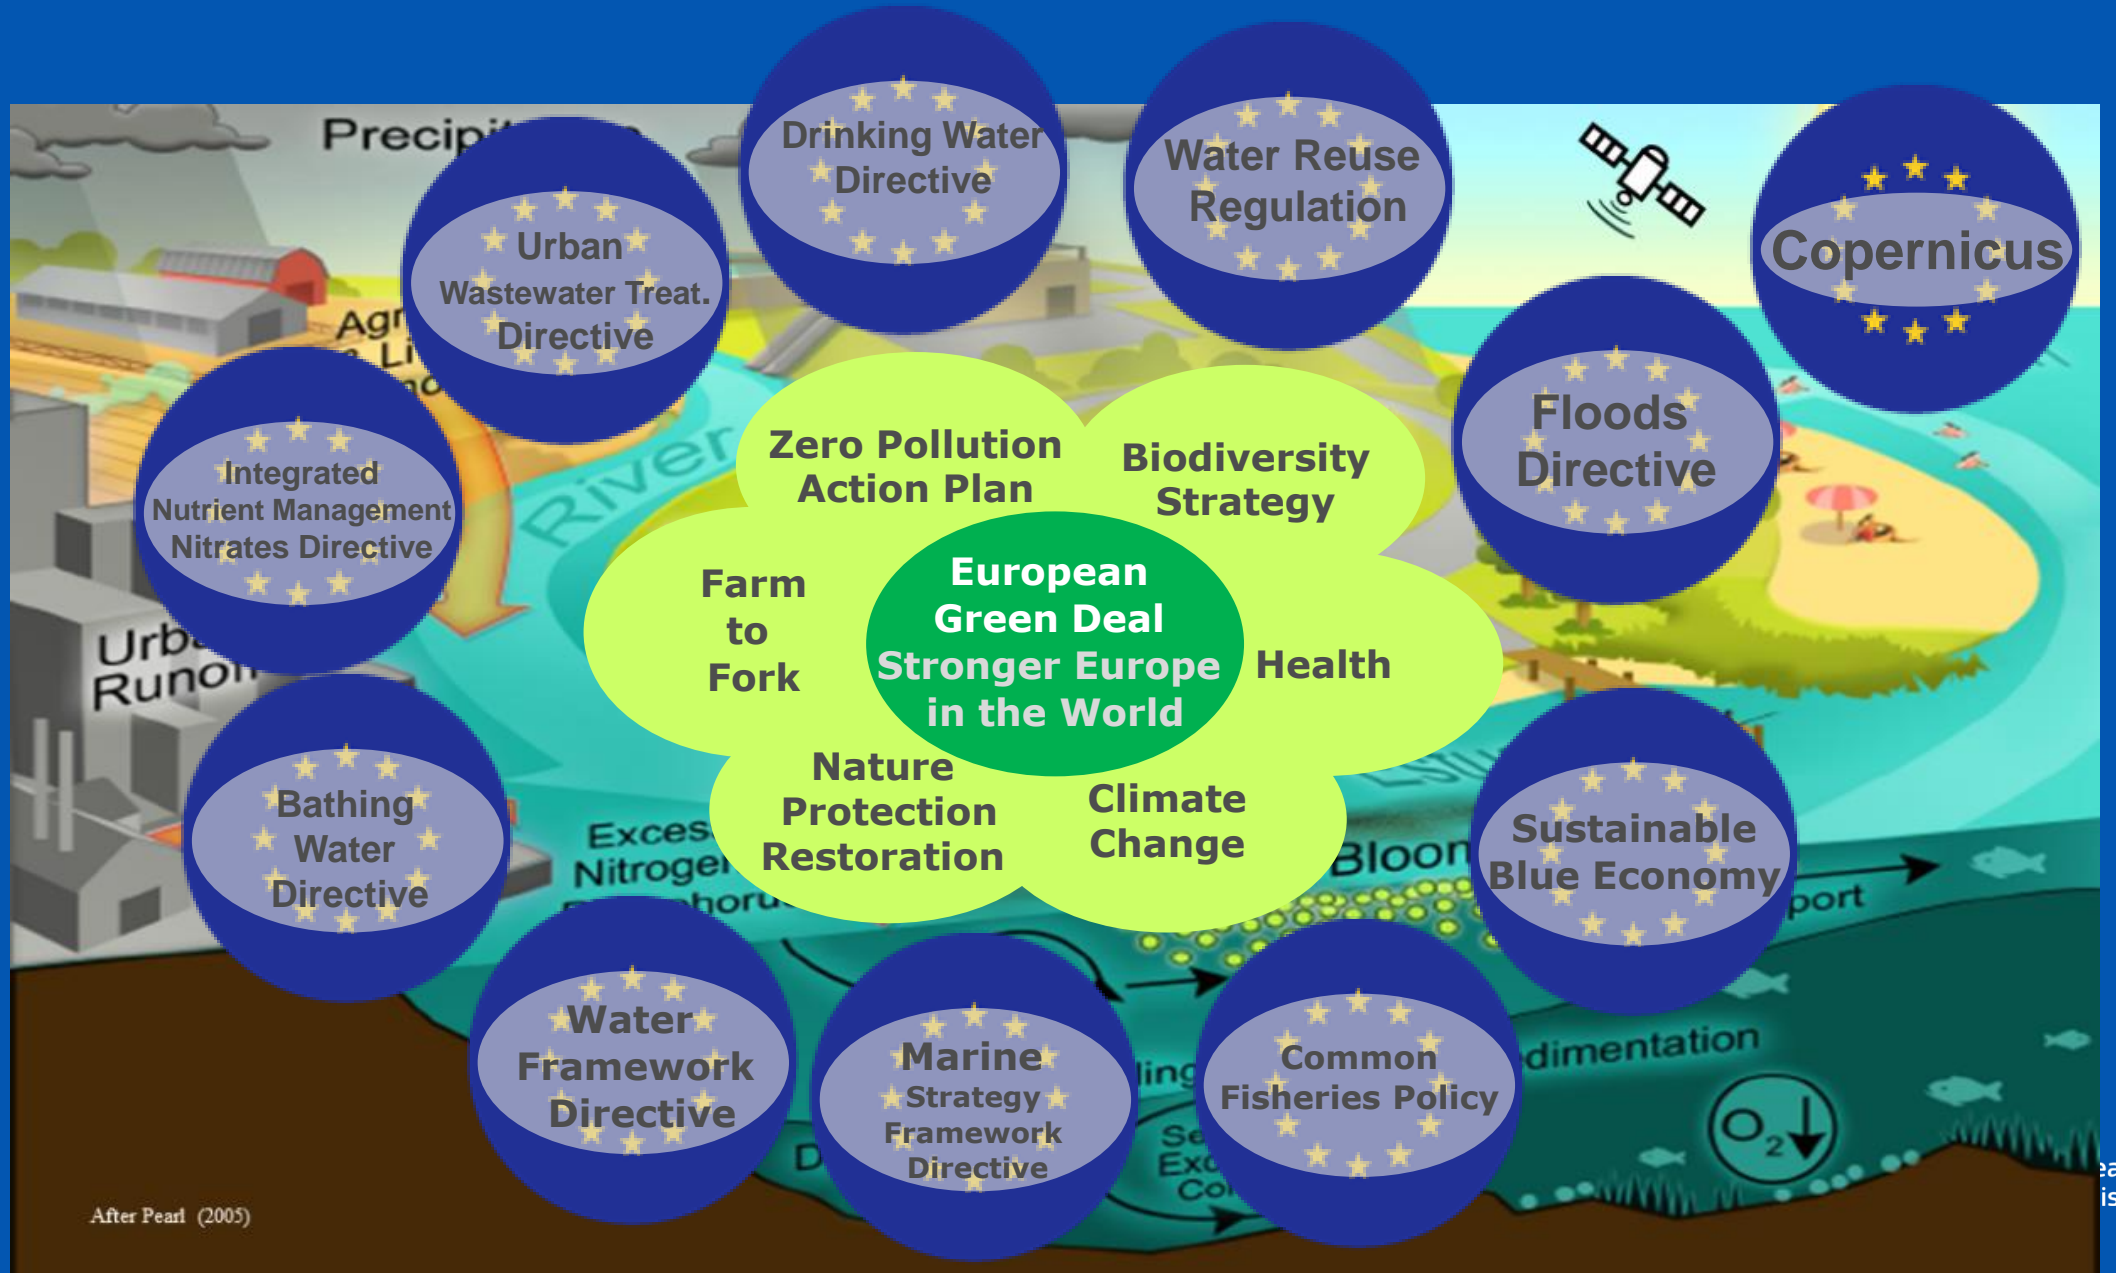 Drinking Water
Directive
Water Reuse
Regulation
Copernicus
Urban
Wastewater Treat.
Directive
Floods
Directive
Integrated
Nutrient Management
Nitrates Directive
River
Zero Pollution
Action Plan
Biodiversity
Strategy
Farm
to
Fork
European
Green Deal
Stronger Europe
in the World
Health
Nature
Protection
Restoration
Climate
Change
Bathing
Water
Directive
Sustainable
Blue Economy
Water
Framework
Directive
Marine
Strategy
Framework
Directive
Common
Fisheries Policy
O2
After Pearl (2005)